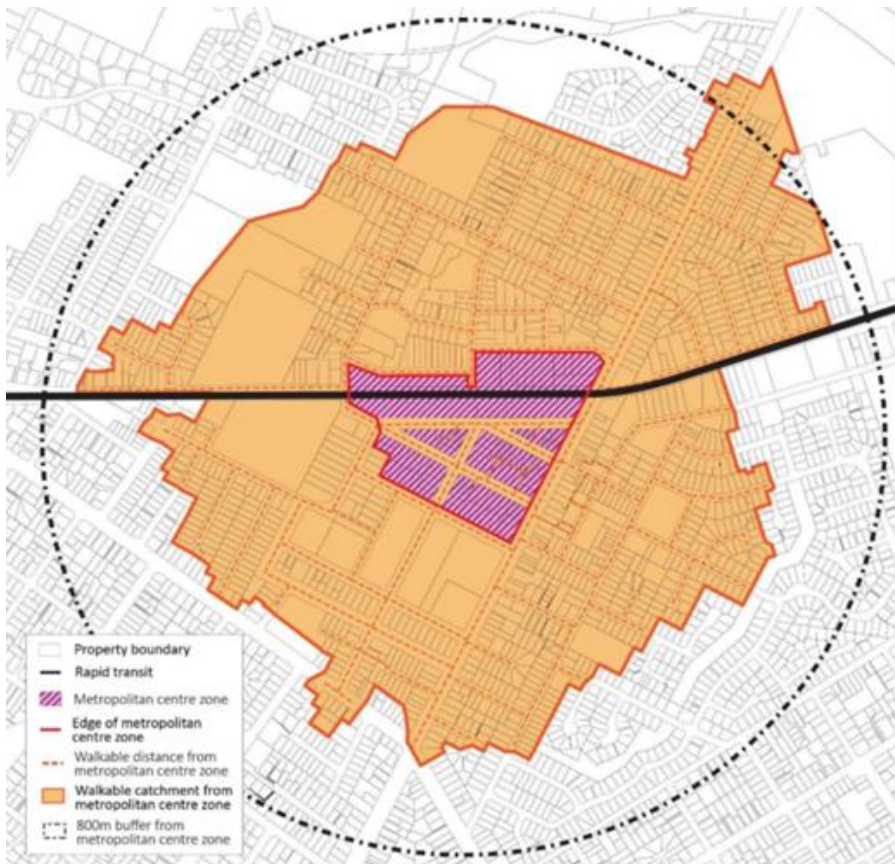 Property boundary
Rapid transit
Metropolitan centre zone
Edge of metropolitan
centre zone
Walkable distance from
metropolitan centre zone
Walkable catchment from
metropolitan centre zone
800m buffer from
metropolitan centre zone